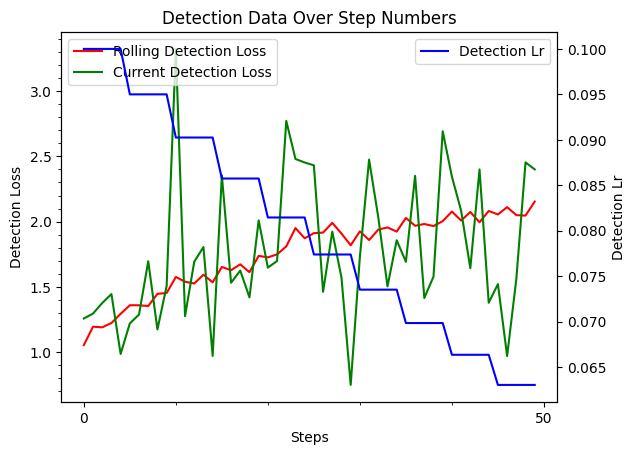 Detection Data Over Step Numbers
Rolling Detection Loss
Current Detection Loss
Detection Lr
3.0
2.5
2.0
1.5
1.0
Detection Loss
0.100
0.095
0.090
0.085
0.080
0.075
0.070
0.065
Detection Lr
0
50
Steps